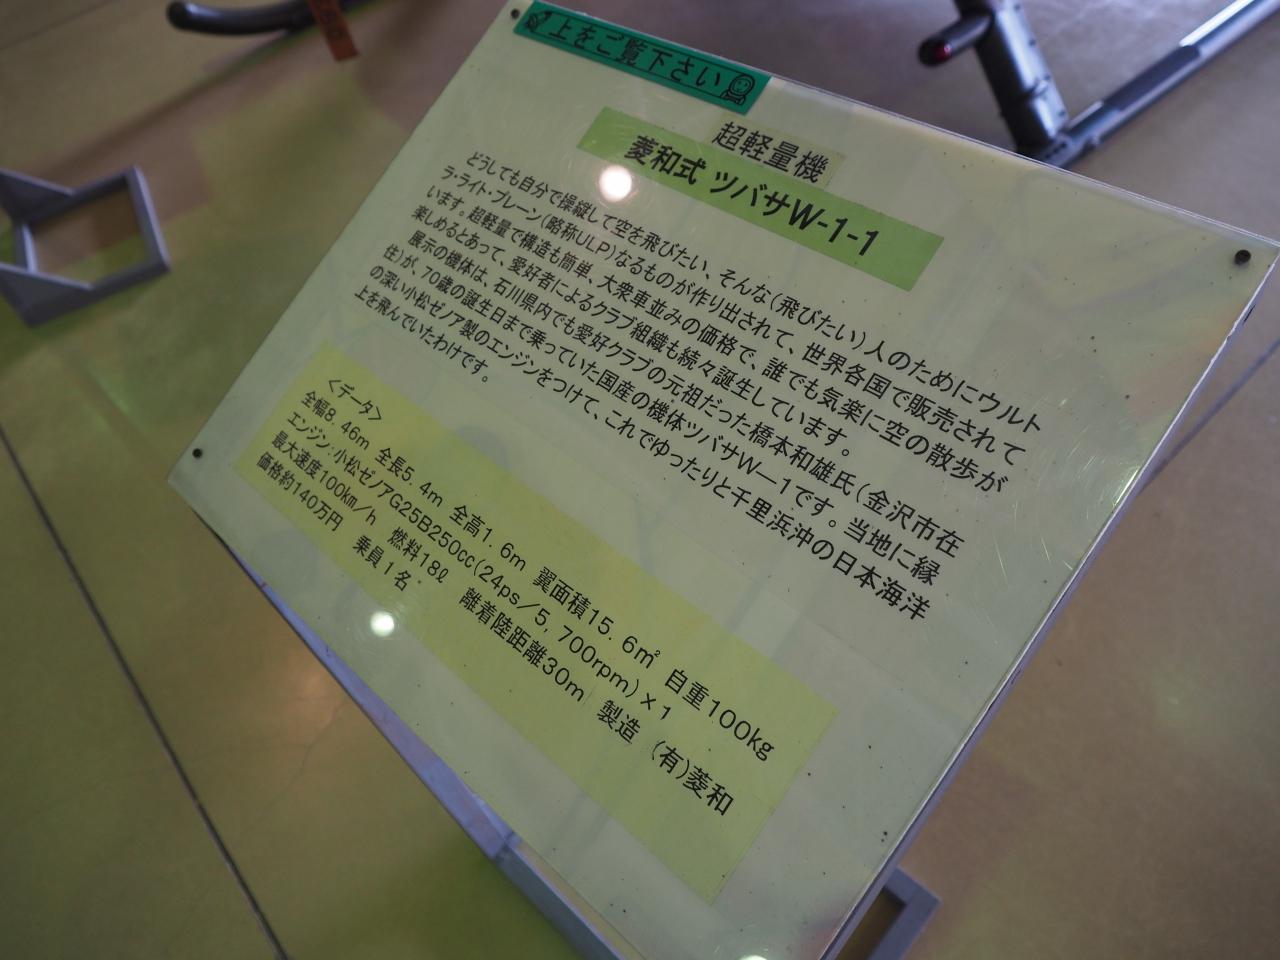 上をご覧下さい
超軽量機
菱和式 ツバサW-1-1
どうしても自分で操縦して空を飛びたい、そんな(飛びたい)人のためにウルト
ラ・ライト・プレーン(略称ULP)なるものが作り出されて、世界各国で販売されて
います。超軽量で構造も簡単、大衆車並みの価格で、誰でも気楽に空の散歩が
楽しめるとあって、愛好者によるクラブ組織も続々誕生しています。
展示の機体は、石川県内でも愛好クラブの元祖だった橋本和雄氏(金沢市在
住)が、70歳の誕生日まで乗っていた国産の機体ツバサW―1です。当地に縁
の深い小松ゼノア製のエンジンをつけて、これでゆったりと千里浜沖の日本海洋
上を飛んでいたわけです。
<データ>
全幅8.46m 全長5.4m 全高1.6m 翼面積15.6㎡ 自重100kg
エンジン:小松ゼノアG25B250cc(24ps/5,700rpm)×1
最大速度100km/h 燃料18ℓ 離着陸距離30m 製造 (有)菱和
価格約140万円 乗員1名